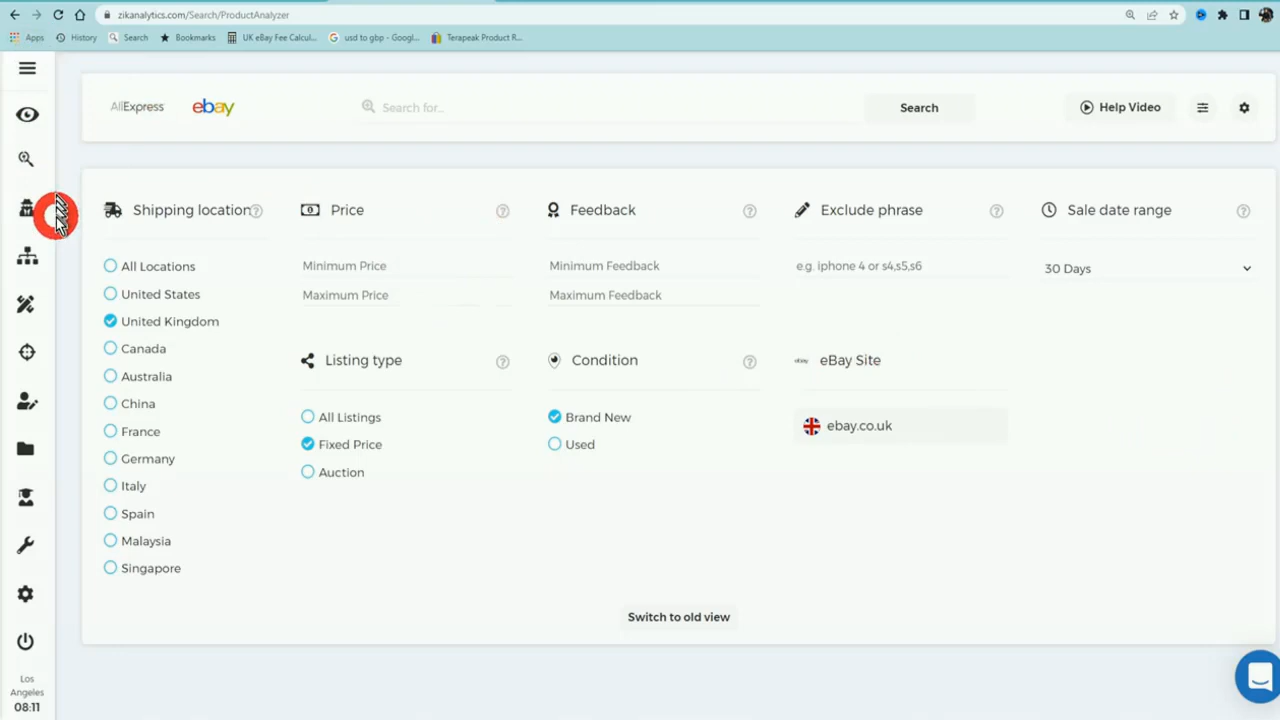 zikanalytics.com/Search/ProductAnalyzer
Apps History Search Bookmarks UK eBay Fee Calcul... usd to gbp - Googl... Terapeak Product R...
AliExpress ebay Search for... Search Help Video
Shipping location Price Feedback Exclude phrase Sale date range
All Locations Minimum Price Minimum Feedback e.g. iphone 4 or s4,s5,s6 30 Days
United States Maximum Price Maximum Feedback
United Kingdom
Canada Listing type Condition eBay Site
Australia
China All Listings Brand New ebay.co.uk
France Fixed Price Used
Germany Auction
Italy
Spain
Malaysia
Singapore
Switch to old view
Los
Angeles
08:11